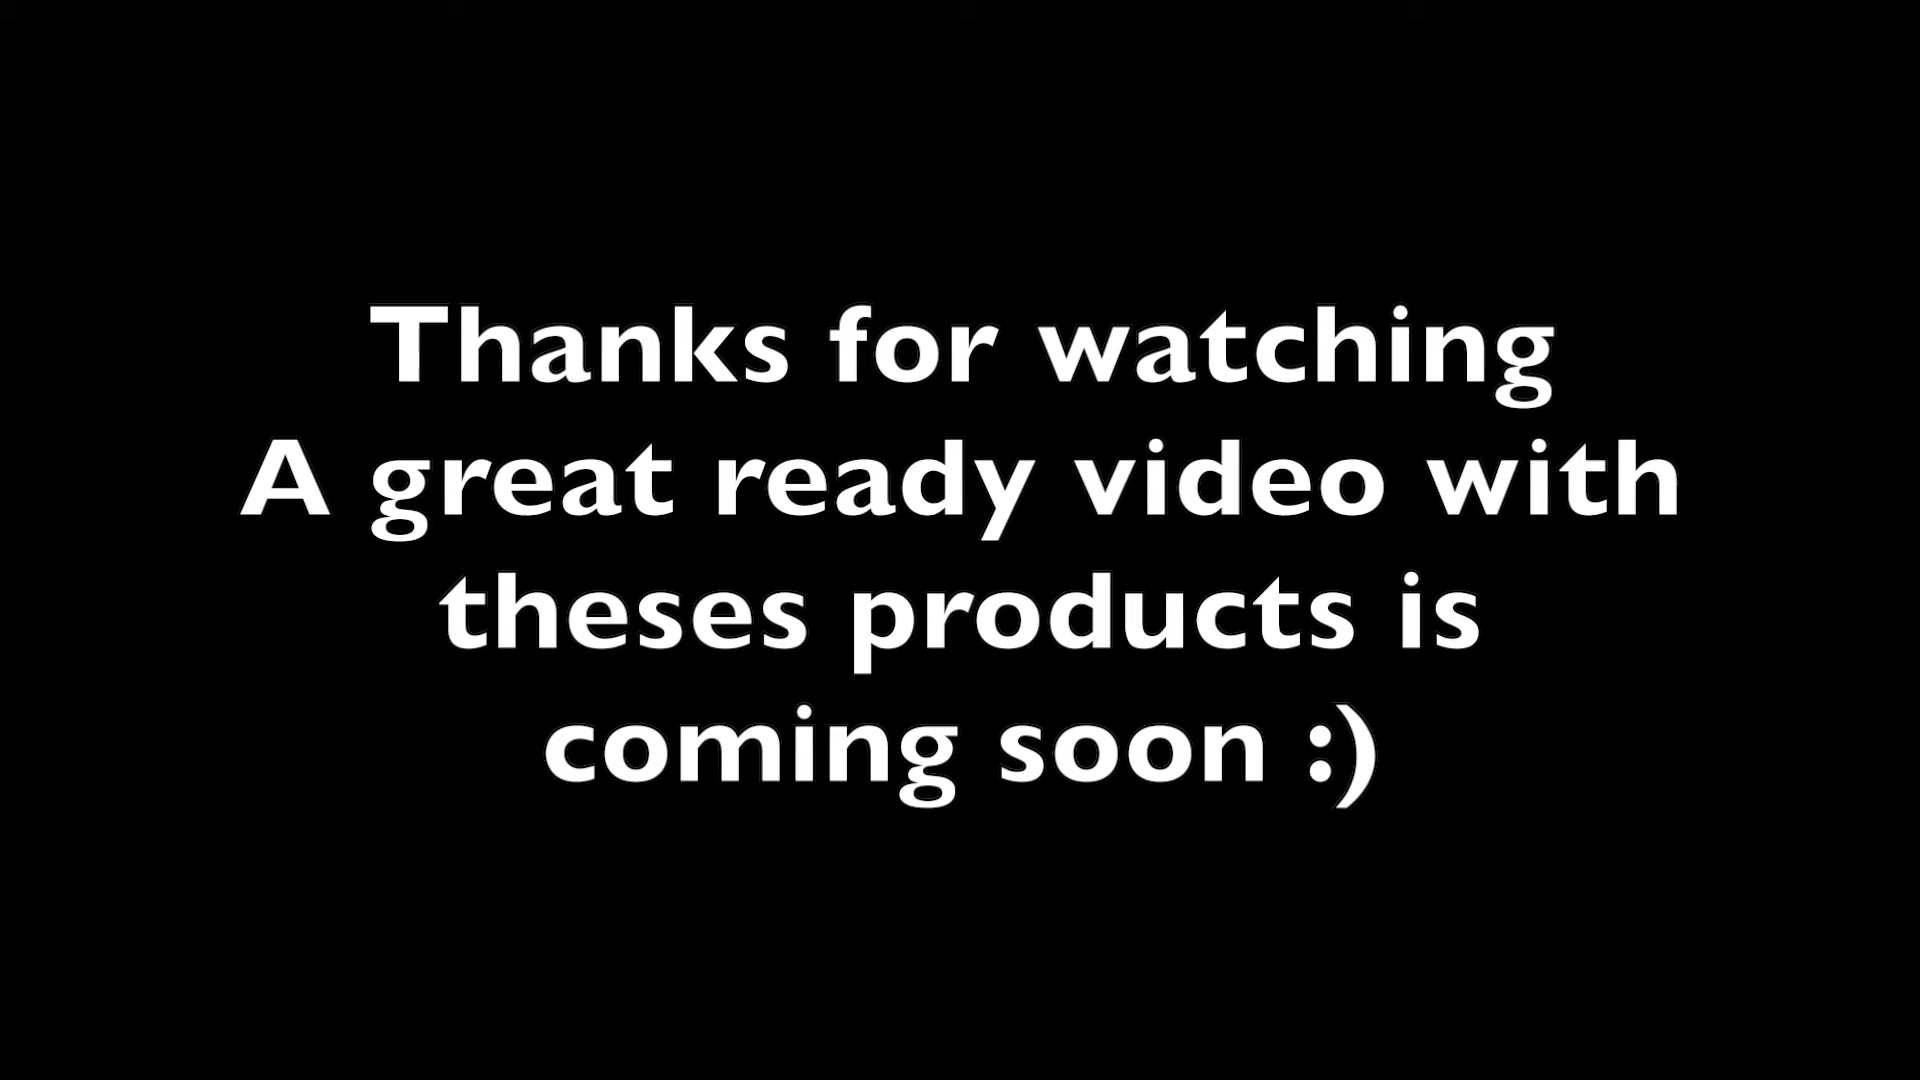 Thanks for watching
A great ready video with
theses products is
coming soon :)